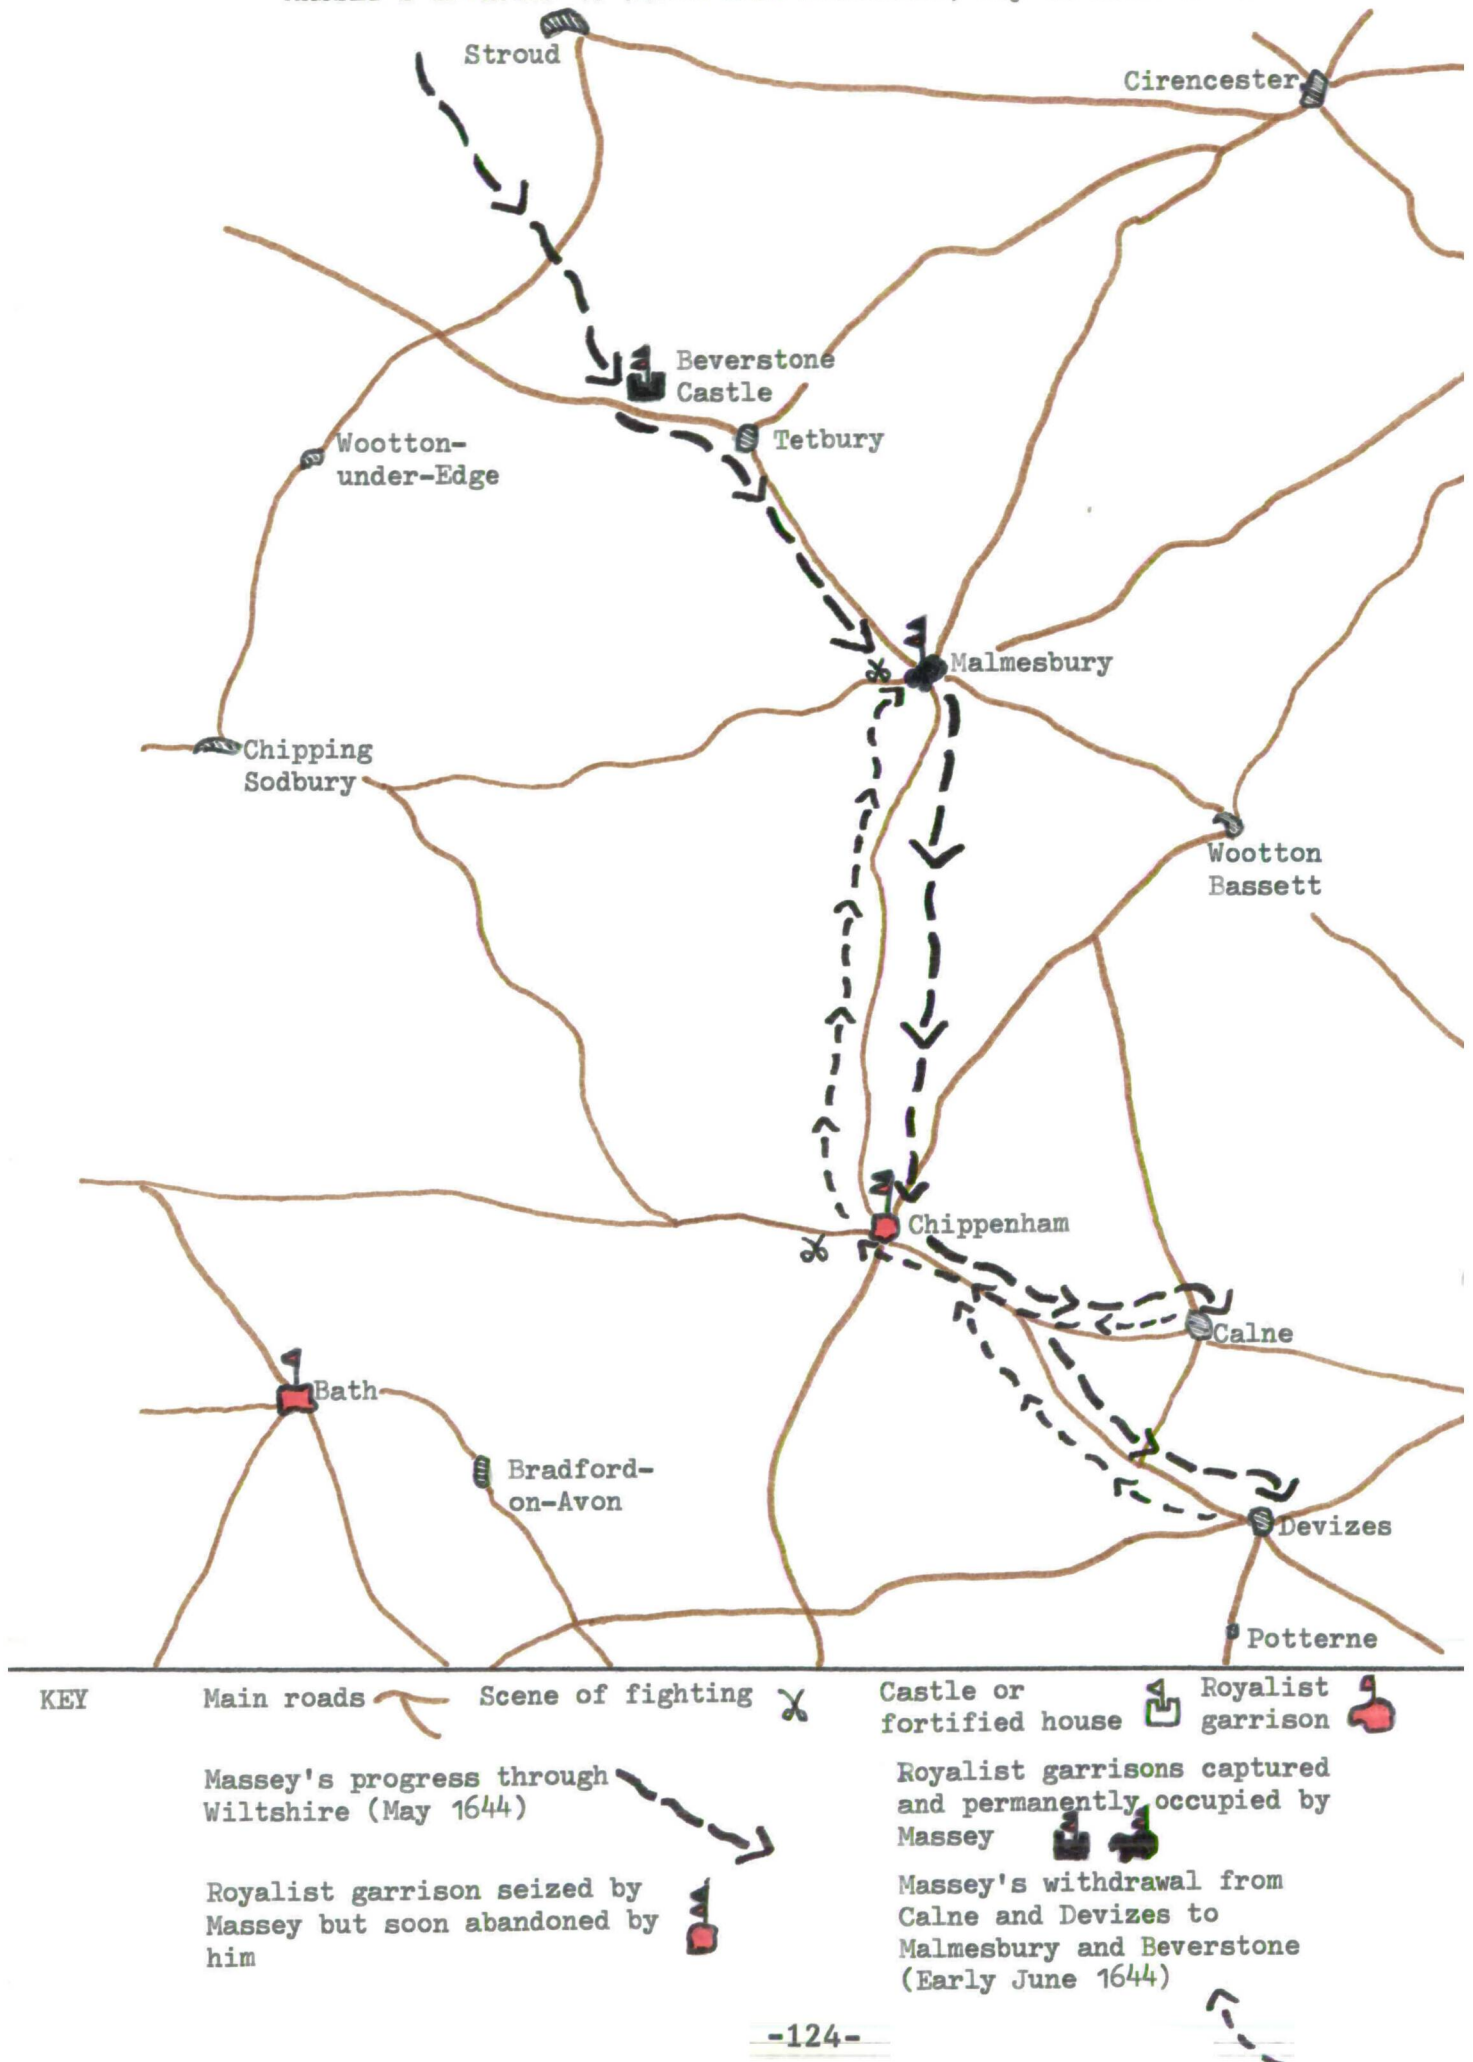 Stroud
Cirencester
Beverstone
Castle
Tetbury
Wootton-
under-Edge
Malmesbury
Chipping
Sodbury
Wootton
Bassett
Chippenham
Calne
Bath
Bradford-
on-Avon
Devizes
Potterne
KEY
Main roads
Scene of fighting
Castle or
fortified house
Royalist
garrison
Massey's progress through
Wiltshire (May 1644)
Royalist garrisons captured
and permanently occupied by
Massey
Royalist garrison seized by
Massey but soon abandoned by
him
Massey's withdrawal from
Calne and Devizes to
Malmesbury and Beverstone
(Early June 1644)
-124-